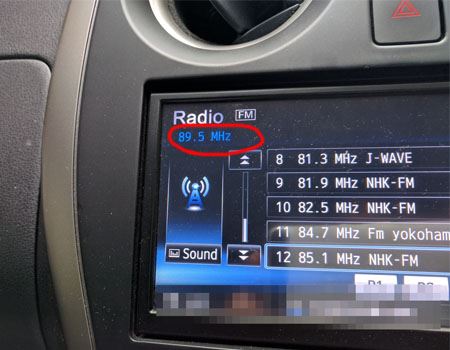 Radio FM
89.5 MHz
8 81.3 MHz J-WAVE
9 81.9 MHz NHK-FM
10 82.5 MHz NHK-FM
11 84.7 MHz Fm yokoham
Sound
12 85.1 MHz NHK-FM